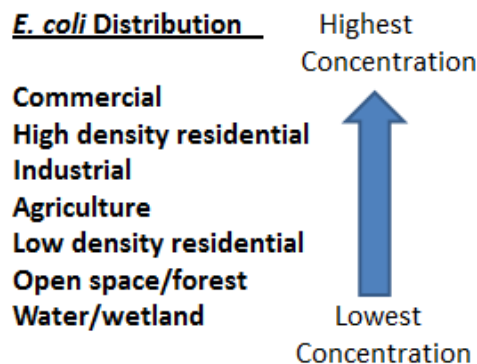 E. coli Distribution
Highest
Concentration
Commercial
High density residential
Industrial
Agriculture
Low density residential
Open space/forest
Water/wetland
Lowest
Concentration